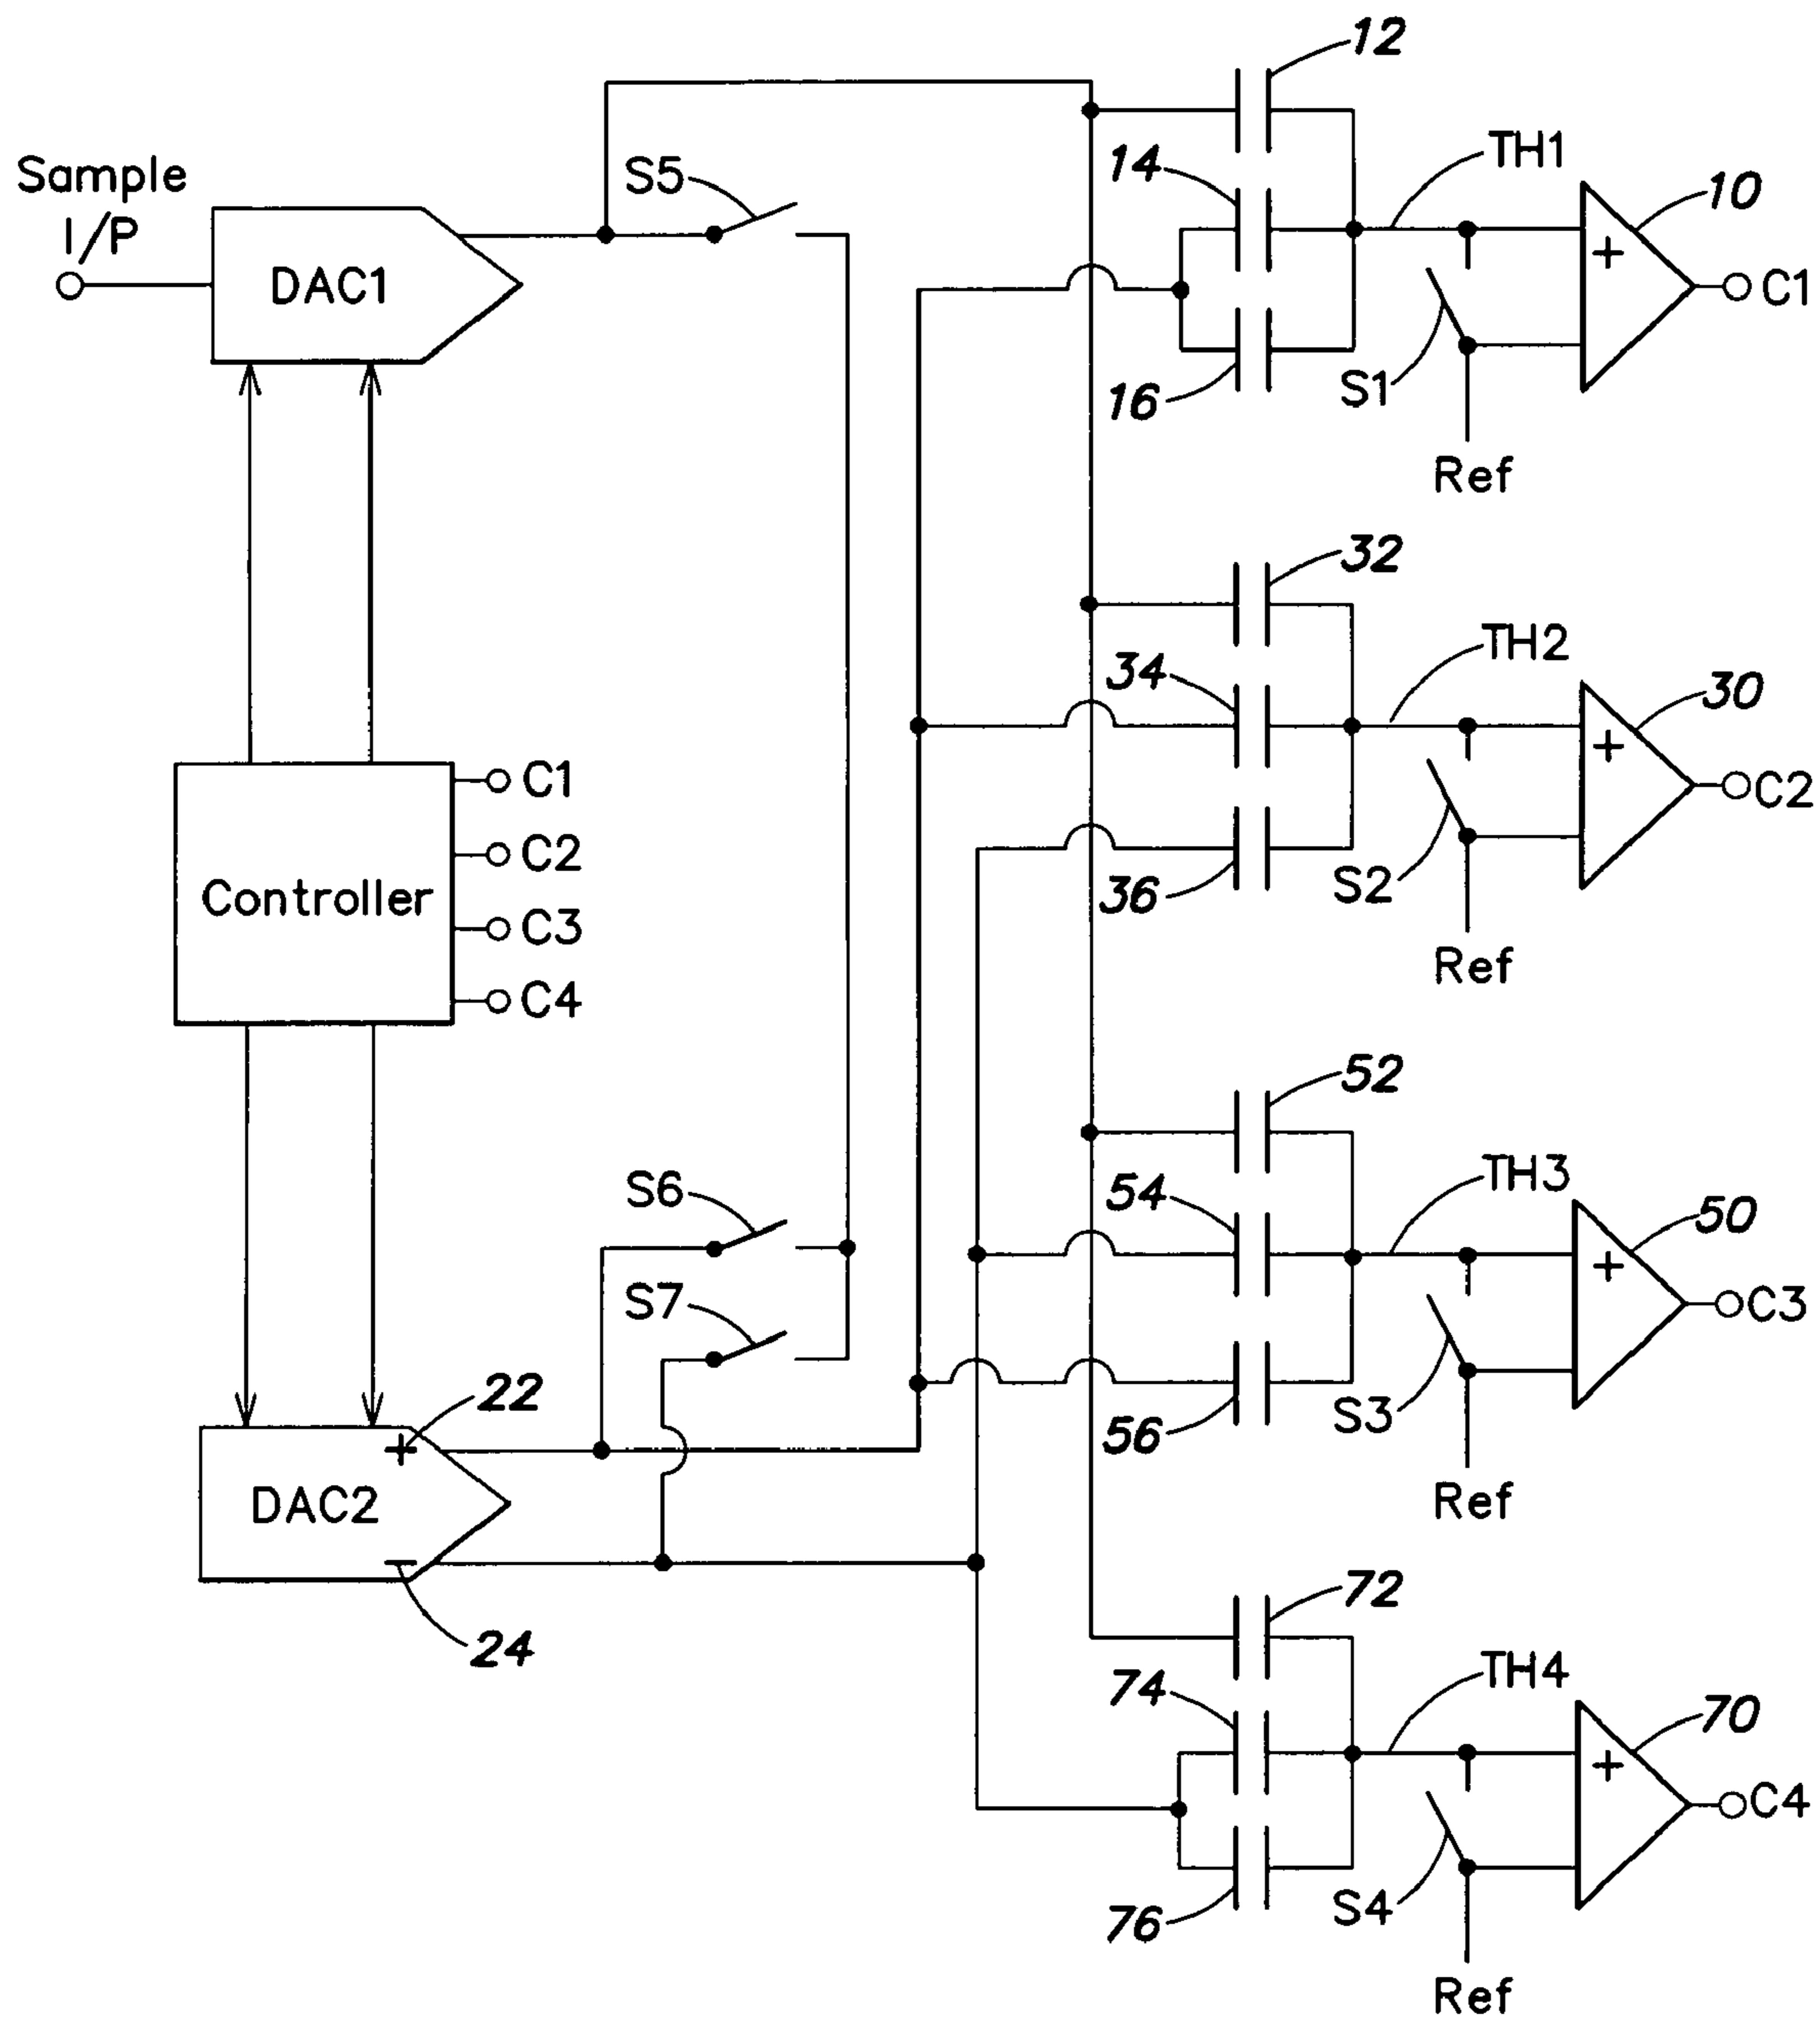 12
Sample
I/P
DAC1
S5
14
16
TH1
10
+
C1
S1
Ref
32
34
36
TH2
30
+
C2
S2
Ref
Controller
C1
C2
C3
C4
52
54
56
TH3
50
+
C3
S3
Ref
S6
S7
22
+
DAC2
−
24
72
74
76
TH4
70
+
C4
S4
Ref